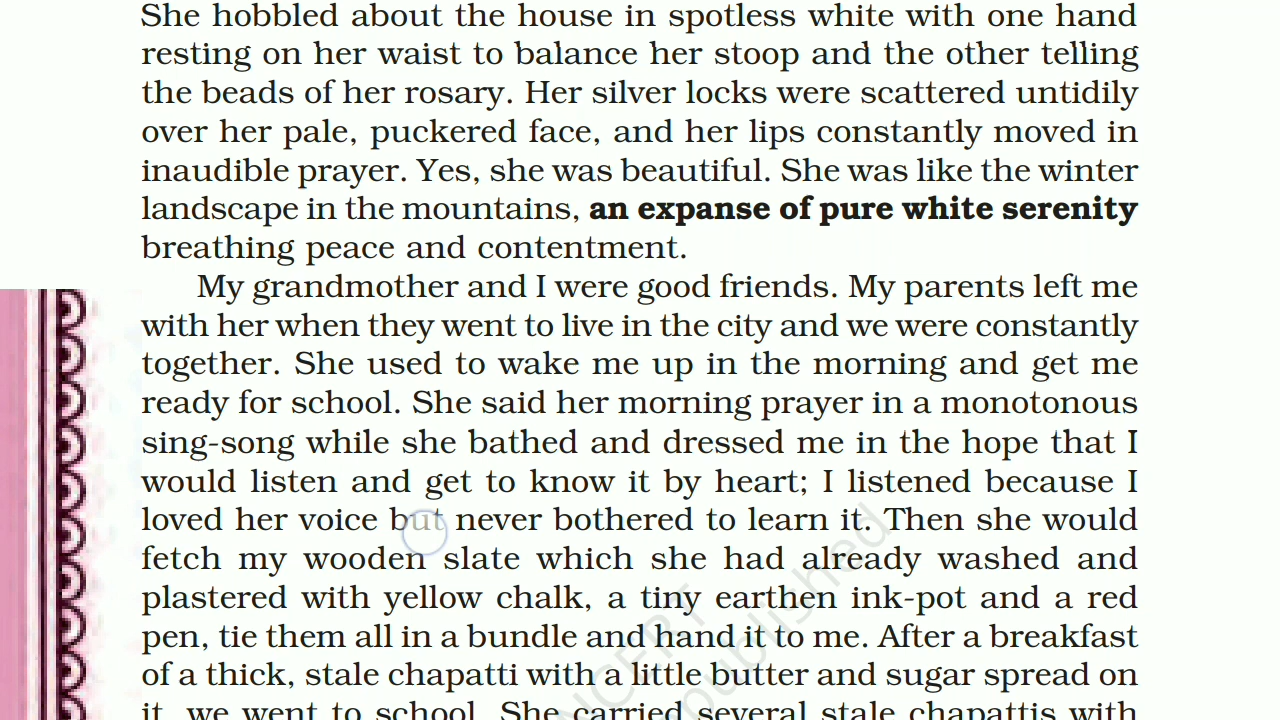 She hobbled about the house in spotless white with one hand
resting on her waist to balance her stoop and the other telling
the beads of her rosary. Her silver locks were scattered untidily
over her pale, puckered face, and her lips constantly moved in
inaudible prayer. Yes, she was beautiful. She was like the winter
landscape in the mountains, an expanse of pure white serenity
breathing peace and contentment.
My grandmother and I were good friends. My parents left me
with her when they went to live in the city and we were constantly
together. She used to wake me up in the morning and get me
ready for school. She said her morning prayer in a monotonous
sing-song while she bathed and dressed me in the hope that I
would listen and get to know it by heart; I listened because I
loved her voice but never bothered to learn it. Then she would
fetch my wooden slate which she had already washed and
plastered with yellow chalk, a tiny earthen ink-pot and a red
pen, tie them all in a bundle and hand it to me. After a breakfast
of a thick, stale chapatti with a little butter and sugar spread on
it, we went to school. She carried several stale chapattis with
NCERT